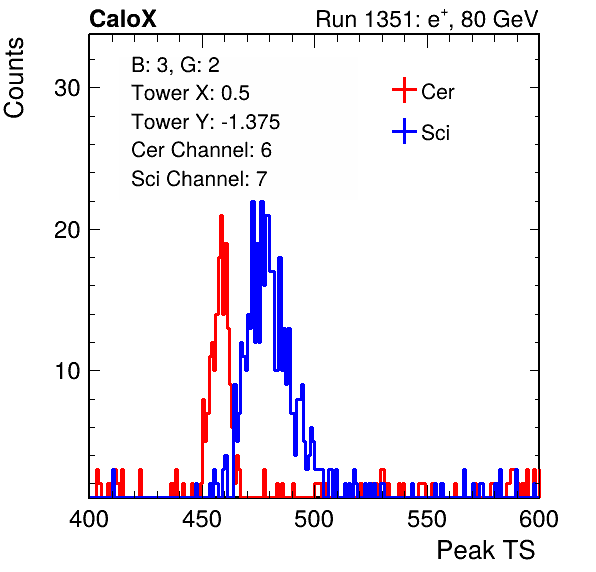 CaloX Run 1351: e+, 80 GeV
Counts
B: 3, G: 2
Tower X: 0.5
Tower Y: -1.375
Cer Channel: 6
Sci Channel: 7
Cer
Sci
30
20
10
400 450 500 550 600
Peak TS